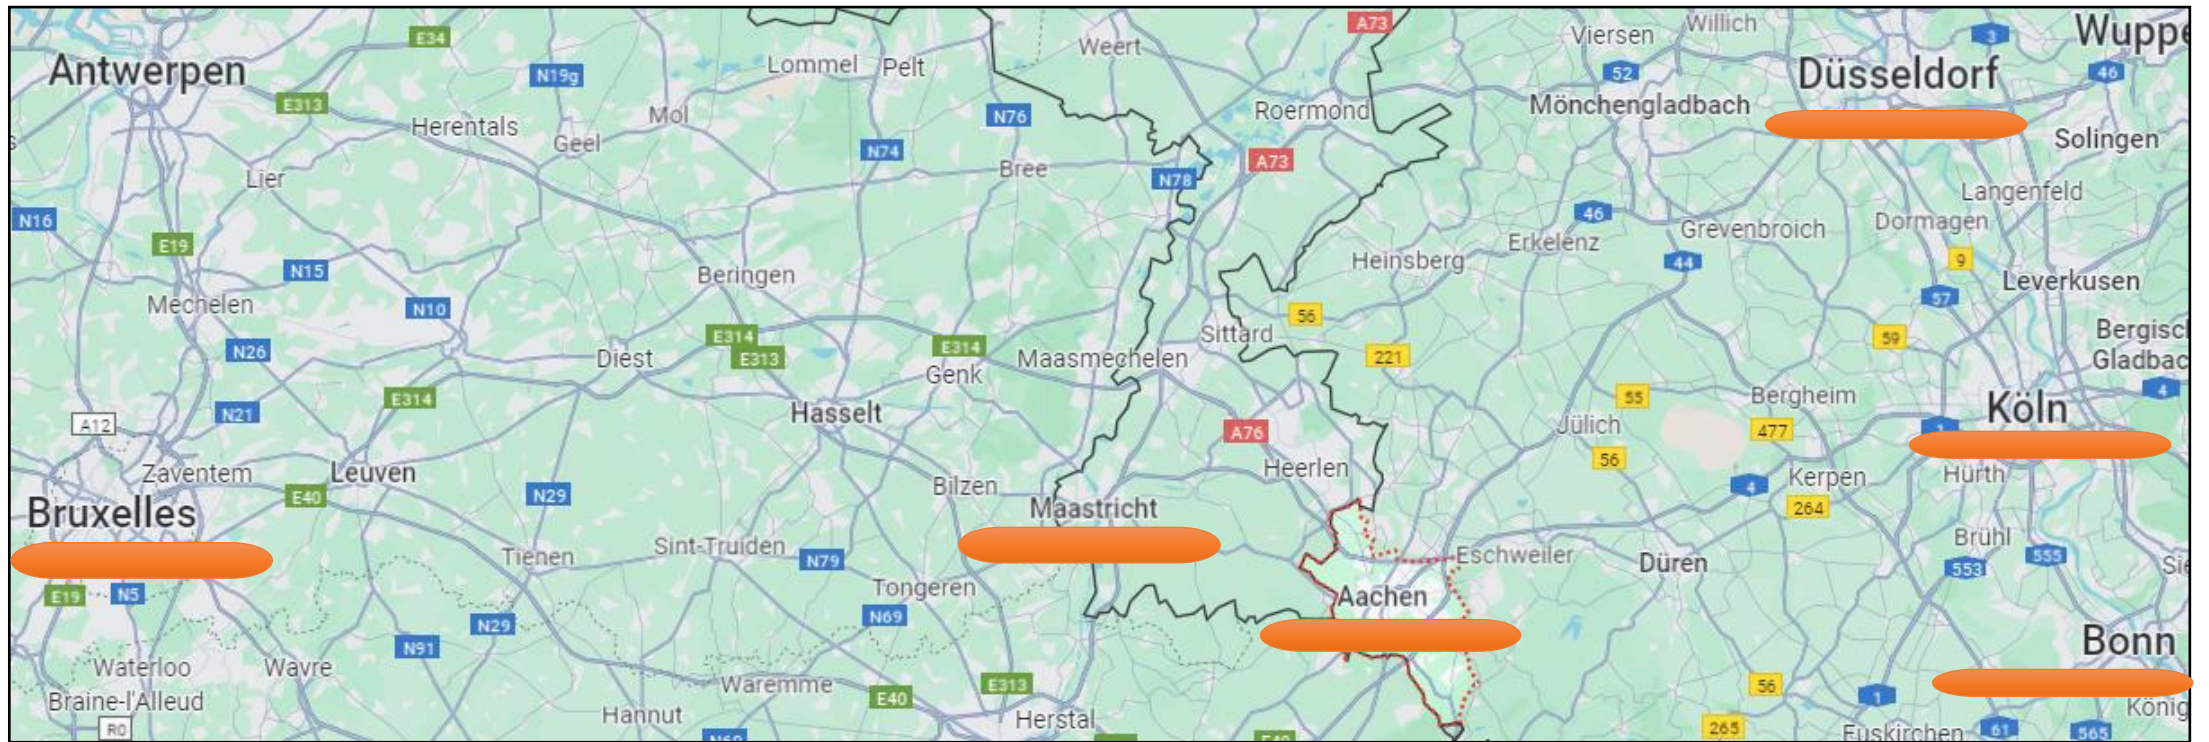 A73
Willich
E34
Viersen
3
Wuppe
Weert
Antwerpen
Lommel
Pelt
N19g
52
Düsseldorf
46
E313
N76
Mönchengladbach
Roermond
Mol
Herentals
Geel
Solingen
N74
A73
Bree
Lier
N78
Langenfeld
N16
46
Grevenbroich
Dormagen
E19
Erkelenz
Heinsberg
44
9
N15
Beringen
Leverkusen
Mechelen
N10
57
56
E314
Sittard
59
Bergiscl
N26
Diest
E313
E314
Maasmechelen
221
Gladbac
Genk
4
E314
55
Bergheim
N21
Hasselt
Köln
A12
A76
Jülich
477
1
56
Zaventem
Leuven
Heerlen
Kerpen
Hürth
Bilzen
4
E40
N29
Maastricht
264
Bruxelles
Brühl
Tienen
Sint-Truiden
N79
Eschweiler
Düren
555
553
Sie
E19
N5
Tongeren
Aachen
N69
N29
Bonn
N91
Waterloo
Wavre
Waremme
E313
56
1
E40
Braine-l'Alleud
König
Hannut
Herstal
R0
265
Euskirchen
61
565